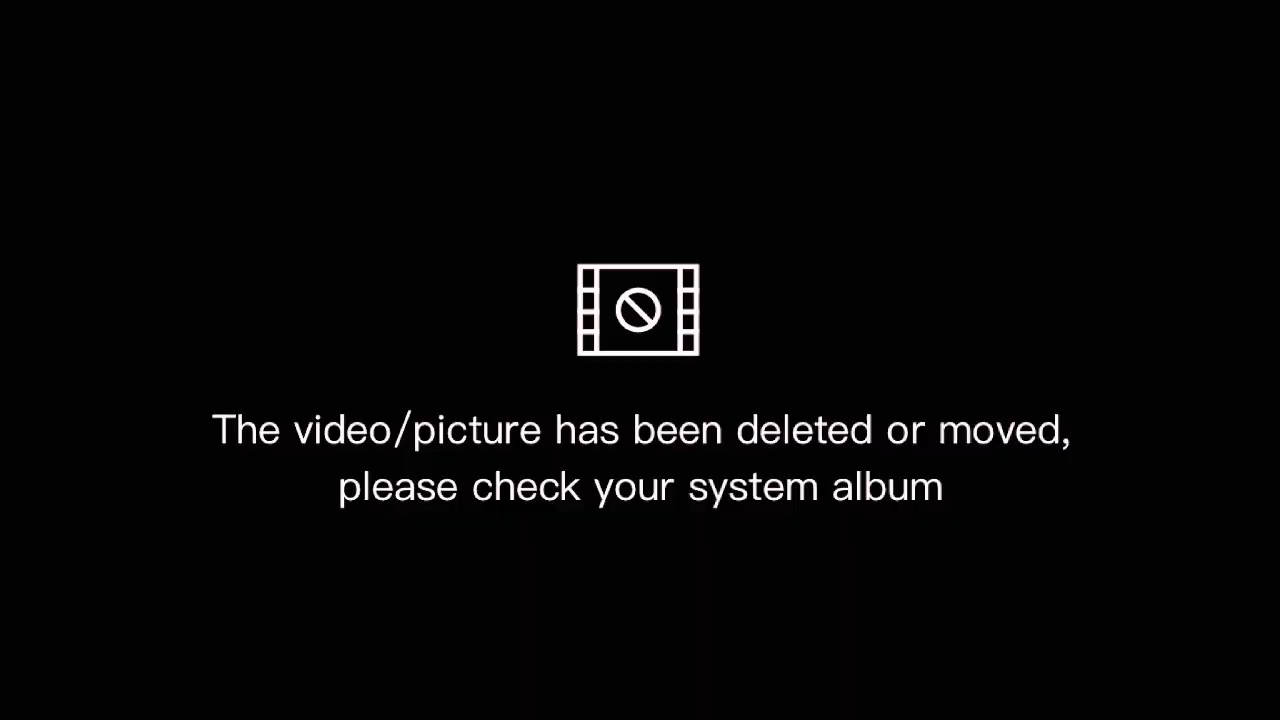 The video/picture has been deleted or moved,
please check your system album